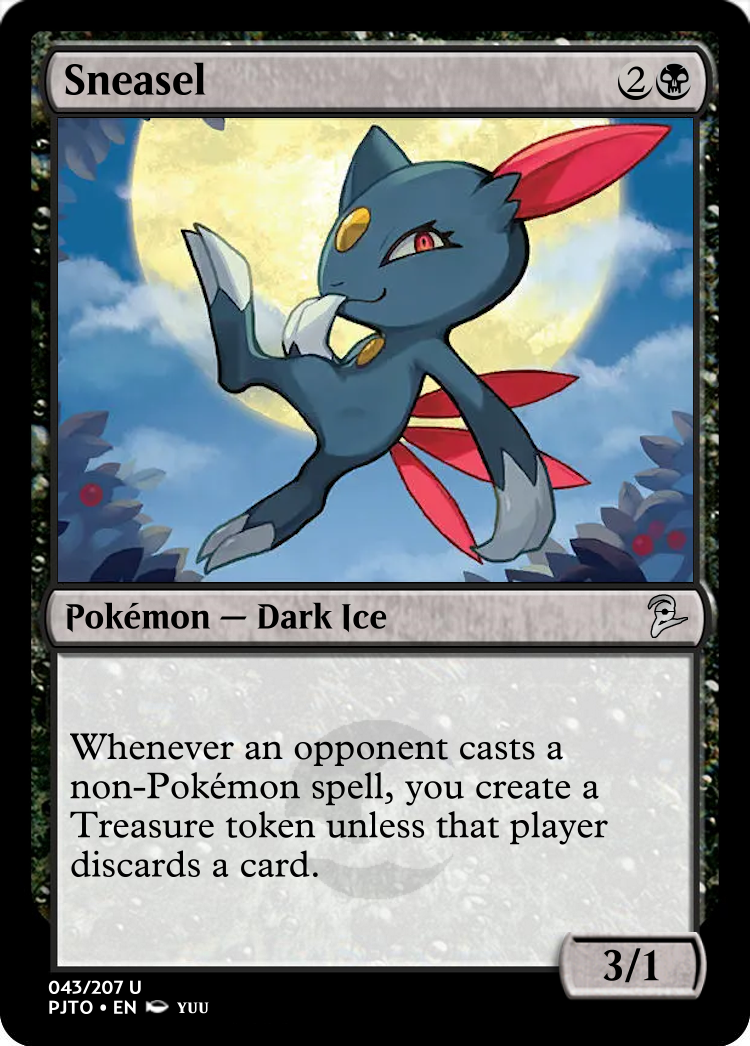 Sneasel 2
Pokémon — Dark Ice
Whenever an opponent casts a
non-Pokémon spell, you create a
Treasure token unless that player
discards a card.
3/1
043/207 U
PJTO • EN YUU